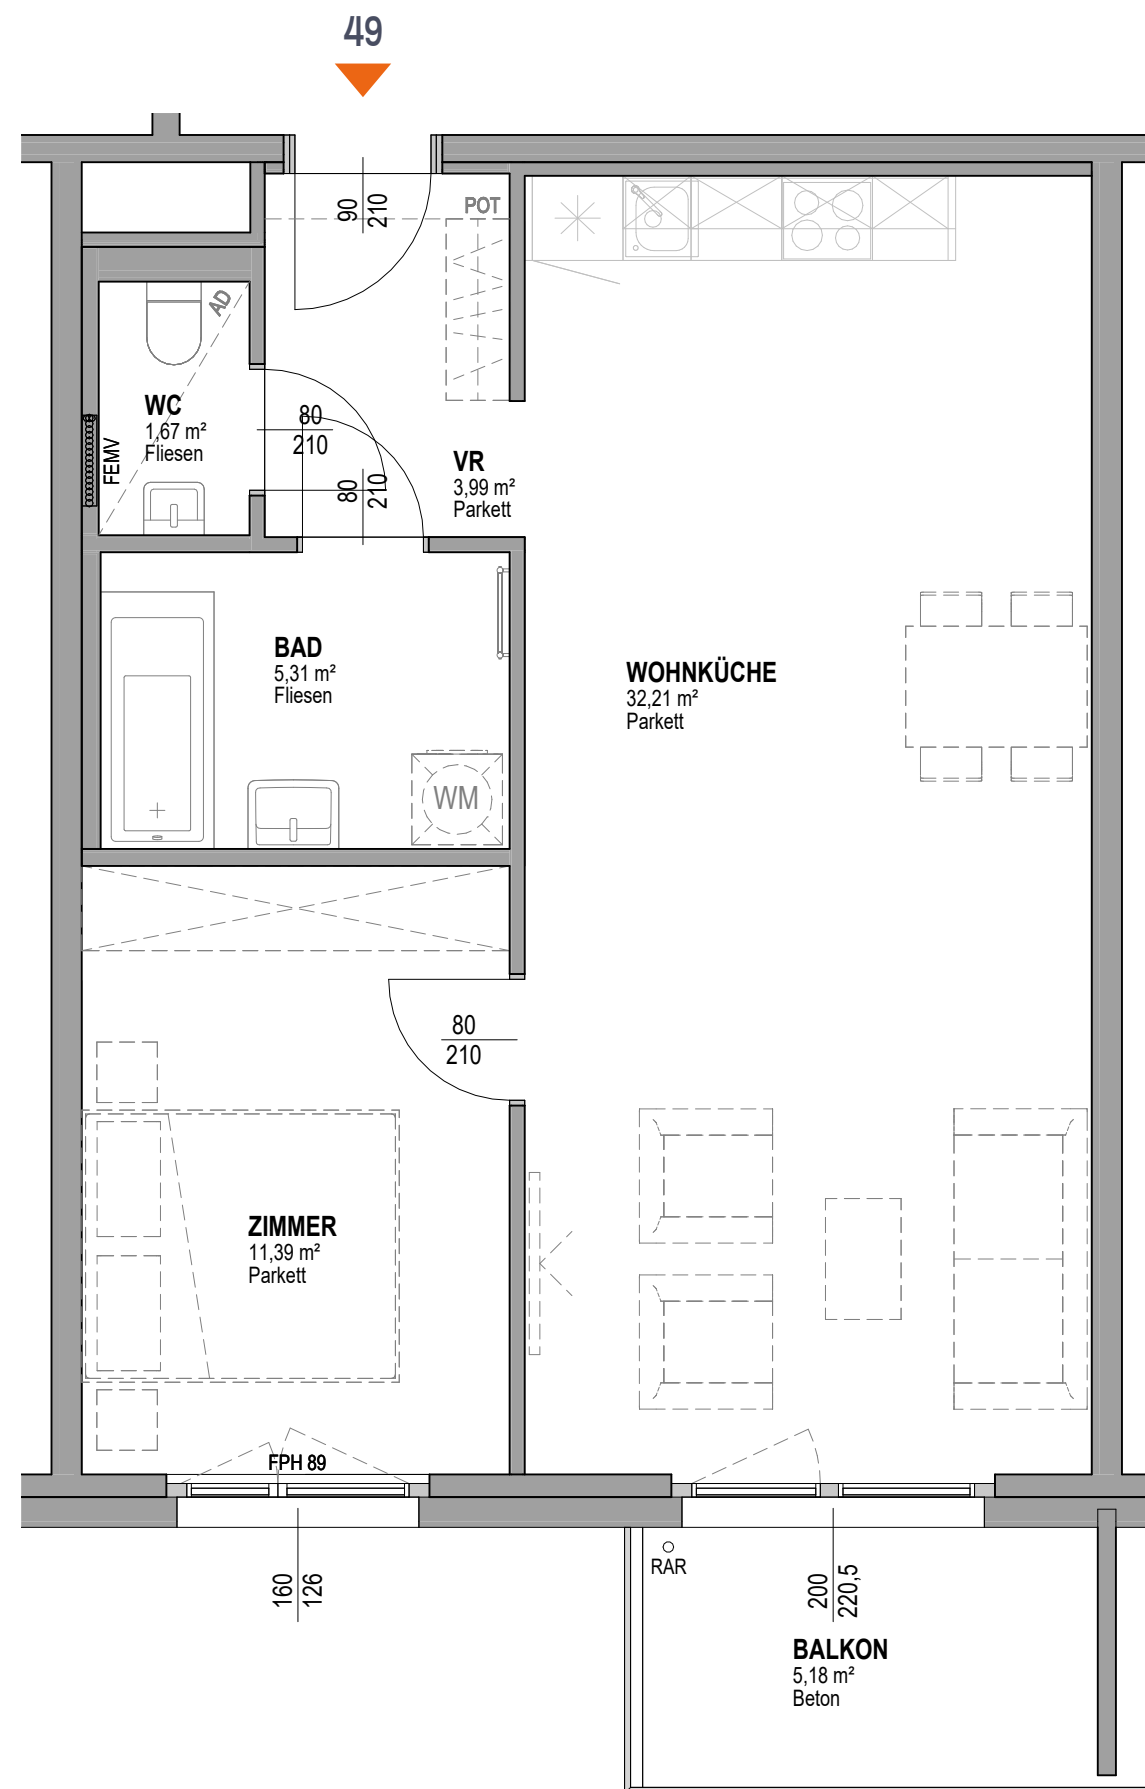 49
90
210
POT
AD
WC
1,67 m²
Fliesen
FEMV
80
210
80
210
VR
3,99 m²
Parkett
BAD
5,31 m²
Fliesen
WOHNKÜCHE
32,21 m²
Parkett
WM
80
210
ZIMMER
11,39 m²
Parkett
FPH 89
160
126
RAR
200
220,5
BALKON
5,18 m²
Beton